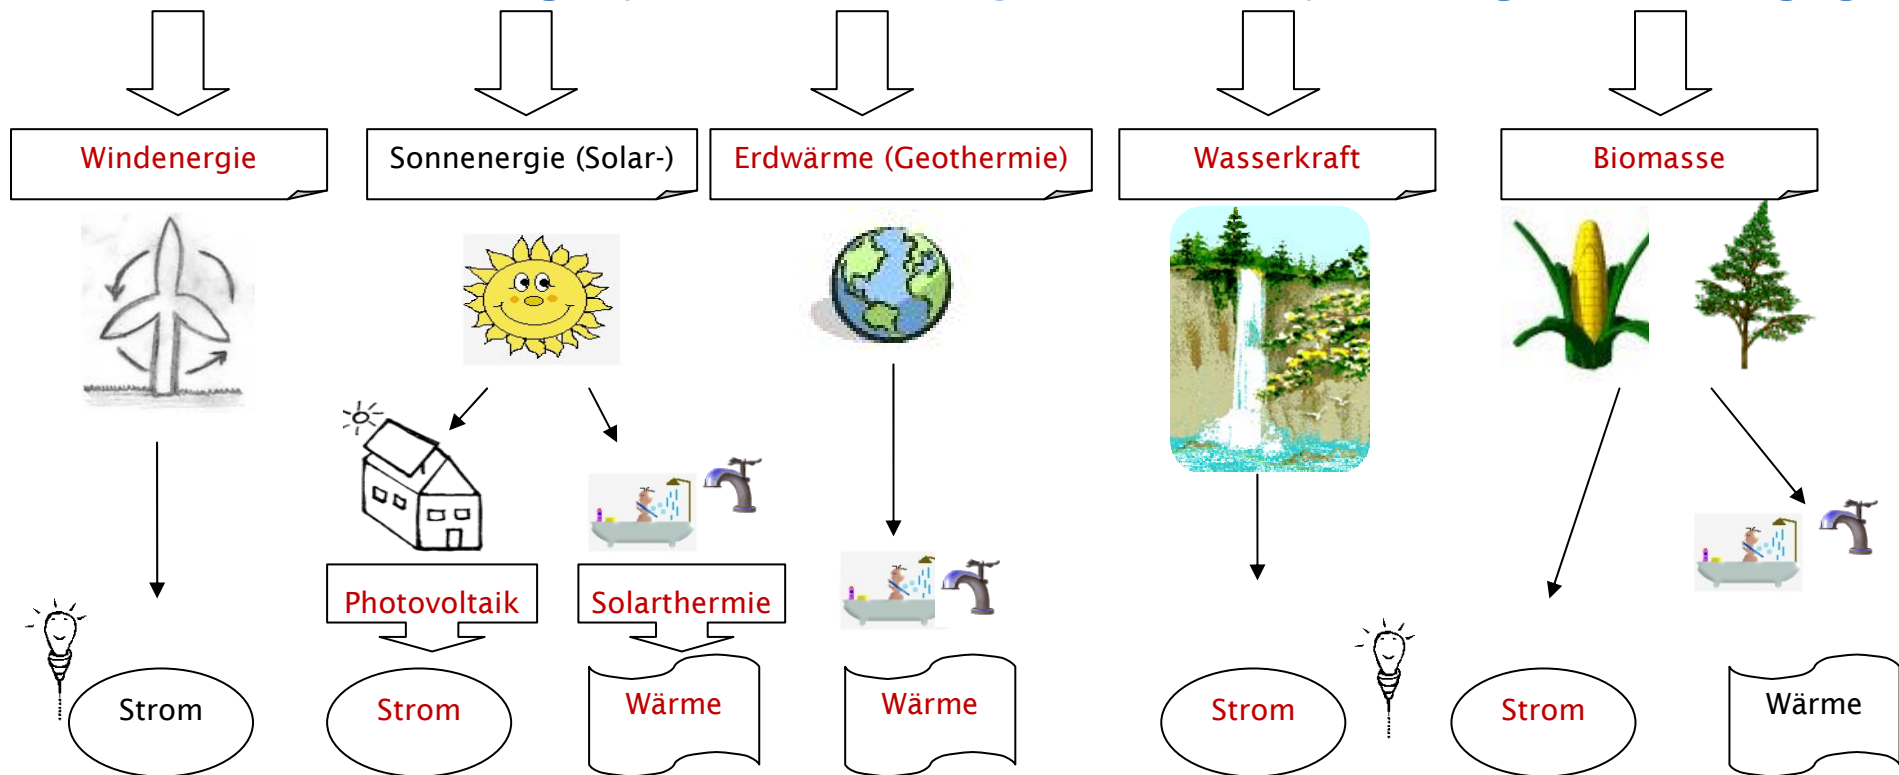 Windenergie
Sonnenergie (Solar-)
Erdwärme (Geothermie)
Wasserkraft
Biomasse
Photovoltaik
Solarthermie
Strom
Strom
Wärme
Wärme
Strom
Strom
Wärme